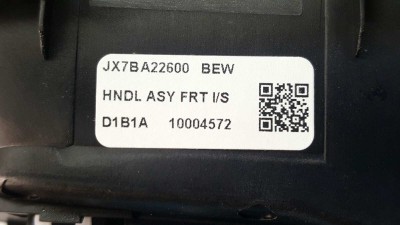 JX7BA22600 BEW
HNDL ASY FRT I/S
D1B1A 10004572